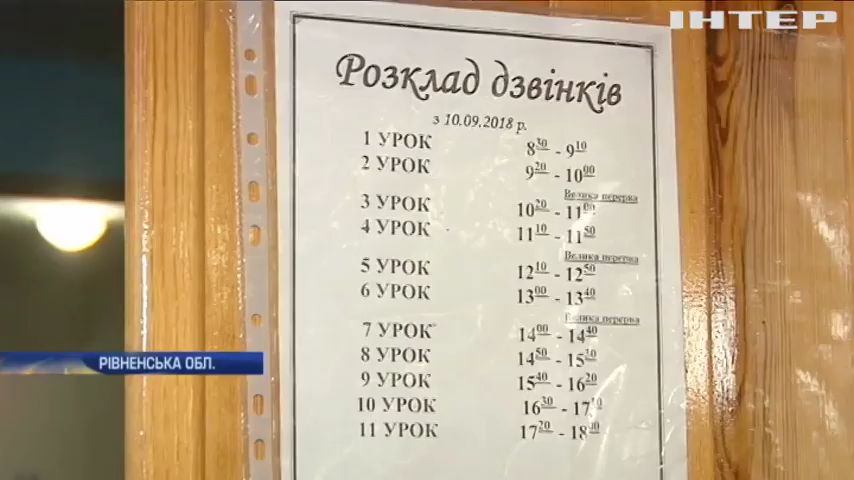 ІНТЕР
Розклад дзвінків
з 10.09.2018 р.
1 УРОК 8³⁰ - 9¹⁰
2 УРОК 9²⁰ - 10⁰⁰
Велика перерва
3 УРОК 10²⁰ - 11⁰⁰
4 УРОК 11¹⁰ - 11⁵⁰
Велика перерва
5 УРОК 12¹⁰ - 12⁵⁰
6 УРОК 13⁰⁰ - 13⁴⁰
Велика перерва
7 УРОК 14⁰⁰ - 14⁴⁰
8 УРОК 14⁵⁰ - 15³⁰
9 УРОК 15⁴⁰ - 16²⁰
10 УРОК 16³⁰ - 17¹⁰
11 УРОК 17²⁰ - 18⁰⁰
РІВНЕНСЬКА ОБЛ.